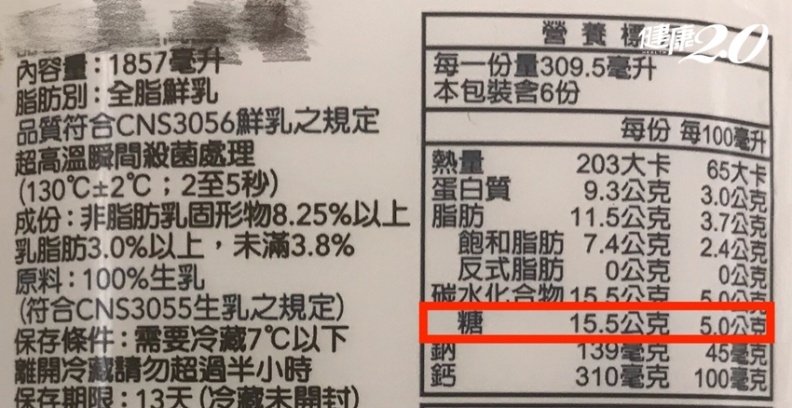 內容量：1857毫升
脂肪別：全脂鮮乳
品質符合CNS3056鮮乳之規定
超高溫瞬間殺菌處理
(130℃±2℃；2至5秒)
成份：非脂肪乳固形物8.25%以上
乳脂肪3.0%以上，未滿3.8%
原料：100%生乳
(符合CNS3055生乳之規定)
保存條件：需要冷藏7℃以下
離開冷藏請勿超過半小時
保存期限：13天(冷藏未開封)
健康2.0
營養標
每一份量309.5毫升
本包裝含6份
每份 每100毫升
熱量 203大卡 65大卡
蛋白質 9.3公克 3.0公克
脂肪 11.5公克 3.7公克
飽和脂肪 7.4公克 2.4公克
反式脂肪 0公克 0公克
碳水化合物 15.5公克 5.0公克
糖 15.5公克 5.0公克
鈉 139毫克 45毫克
鈣 310毫克 100毫克